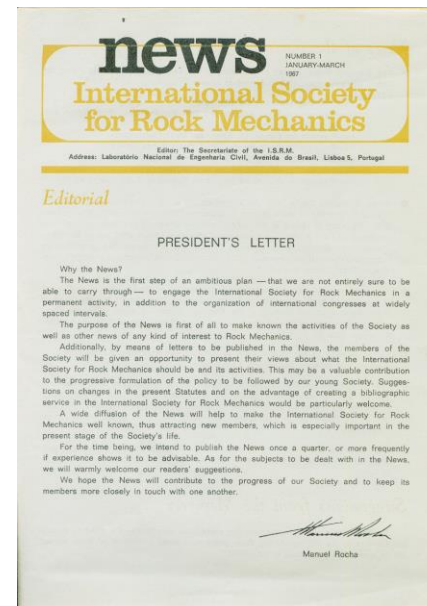 news
NUMBER 1
JANUARY-MARCH
1967
International Society
for Rock Mechanics
Editor: The Secretariate of the I.S.R.M.
Address: Laboratório Nacional de Engenharia Civil, Avenida do Brasil, Lisboa 5, Portugal
Editorial
PRESIDENT'S LETTER
Why the News?
The News is the first step of an ambitious plan — that we are not entirely sure to be
able to carry through — to engage the International Society for Rock Mechanics in a
permanent activity, in addition to the organization of international congresses at widely
spaced intervals.
The purpose of the News is first of all to make known the activities of the Society as
well as other news of any kind of interest to Rock Mechanics.
Additionally, by means of letters to be published in the News, the members of the
Society will be given an opportunity to present their views about what the International
Society for Rock Mechanics should be and its activities. This may be a valuable contribution
to the progressive formulation of the policy to be followed by our young Society. Sugges-
tions on changes in the present Statutes and on the advantage of creating a bibliographic
service in the International Society for Rock Mechanics would be particularly welcome.
A wide diffusion of the News will help to make the International Society for Rock
Mechanics well known, thus attracting new members, which is especially important in the
present stage of the Society's life.
For the time being, we intend to publish the News once a quarter, or more frequently
if experience shows it to be advisable. As for the subjects to be dealt with in the News,
we will warmly welcome our readers' suggestions.
We hope the News will contribute to the progress of our Society and to keep its
members more closely in touch with one another.
Manuel Rocha
Manuel Rocha